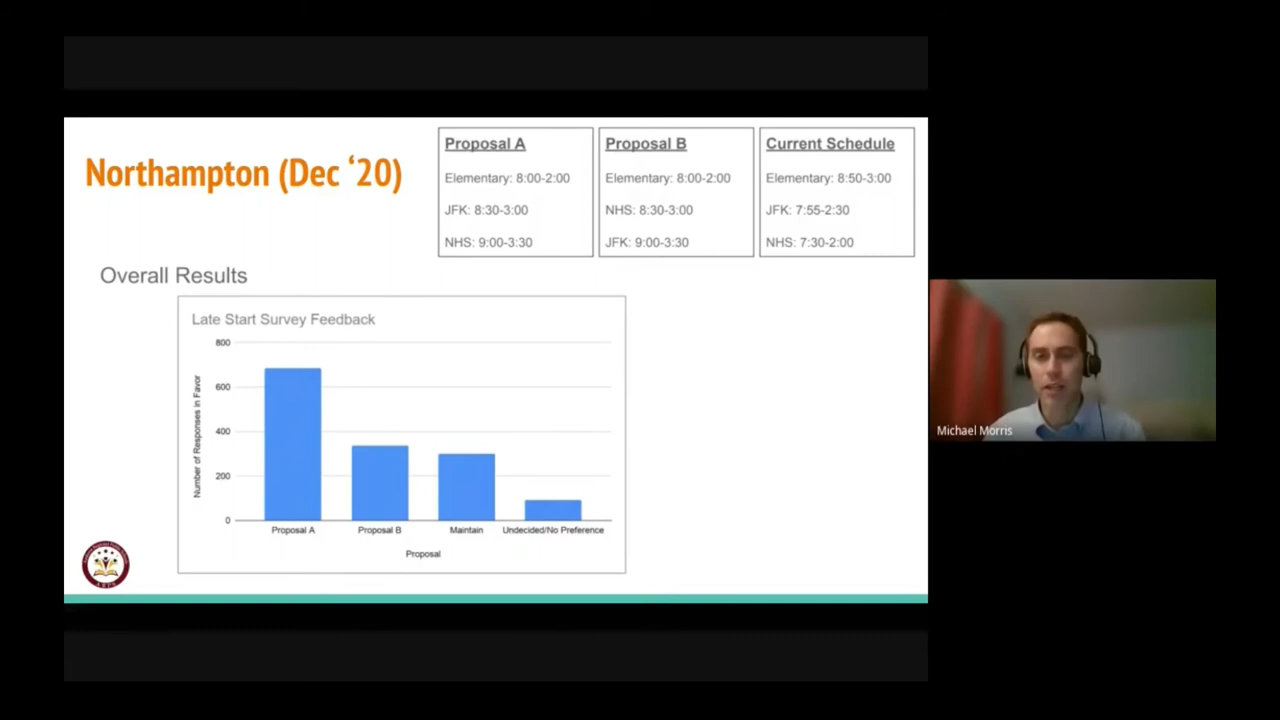 Northampton (Dec ‘20)
Proposal A
Elementary: 8:00-2:00
JFK: 8:30-3:00
NHS: 9:00-3:30
Proposal B
Elementary: 8:00-2:00
NHS: 8:30-3:00
JFK: 9:00-3:30
Current Schedule
Elementary: 8:50-3:00
JFK: 7:55-2:30
NHS: 7:30-2:00
Overall Results
Late Start Survey Feedback
Number of Responses in Favor
800
600
400
200
0
Proposal A
Proposal B
Maintain
Undecided/No Preference
Proposal
Michael Morris